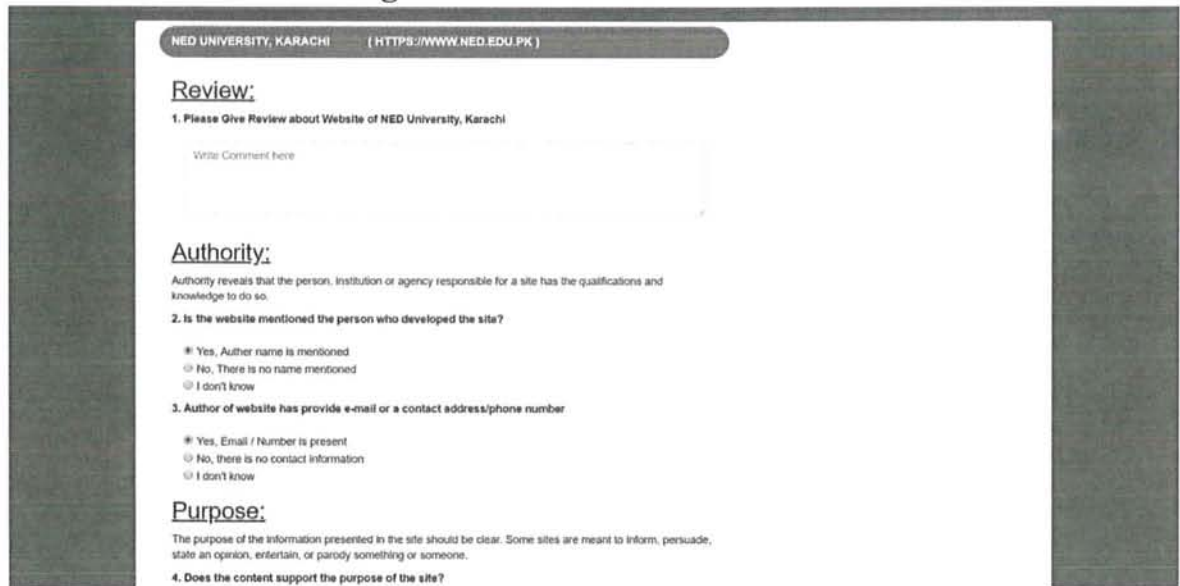 NED UNIVERSITY, KARACHI ( HTTPS://WWW.NED.EDU.PK )
Review:
1. Please Give Review about Website of NED University, Karachi
Write Comment here
Authority:
Authority reveals that the person, Institution or agency responsible for a site has the qualifications and
knowledge to do so.
2. Is the website mentioned the person who developed the site?
Yes, Auther name is mentioned
No, There is no name mentioned
I don't know
3. Author of website has provide e-mail or a contact address/phone number
Yes, Email / Number is present
No, there is no contact Information
I don't know
Purpose:
The purpose of the Information presented in the site should be clear. Some sites are meant to Inform, persuade,
state an opinion, entertain, or parody something or someone.
4. Does the content support the purpose of the site?